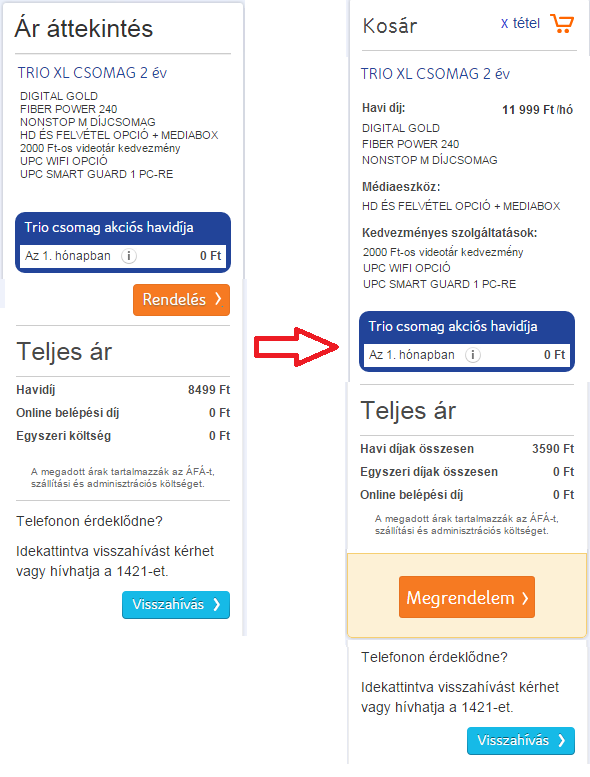 Ár áttekintés
TRIO XL CSOMAG 2 év
DIGITAL GOLD
FIBER POWER 240
NONSTOP M DÍJCSOMAG
HD ÉS FELVÉTEL OPCIÓ + MEDIABOX
2000 Ft-os videotár kedvezmény
UPC WIFI OPCIÓ
UPC SMART GUARD 1 PC-RE
Trio csomag akciós havidíja
Az 1. hónapban i 0 Ft
Rendelés
Teljes ár
Havidíj 8499 Ft
Online belépési díj 0 Ft
Egyszeri költség 0 Ft
A megadott árak tartalmazzák az ÁFÁ-t,
szállítási és adminisztrációs költséget.
Telefonon érdeklődne?
Idekattintva visszahívást kérhet
vagy hívhatja a 1421-et.
Visszahívás
Kosár X tétel
TRIO XL CSOMAG 2 év
Havi díj: 11 999 Ft/hó
DIGITAL GOLD
FIBER POWER 240
NONSTOP M DÍJCSOMAG
Médiaeszköz:
HD ÉS FELVÉTEL OPCIÓ + MEDIABOX
Kedvezményes szolgáltatások:
2000 Ft-os videotár kedvezmény
UPC WIFI OPCIÓ
UPC SMART GUARD 1 PC-RE
Trio csomag akciós havidíja
Az 1. hónapban i 0 Ft
Teljes ár
Havi díjak összesen 3590 Ft
Egyszeri díjak összesen 0 Ft
Online belépési díj 0 Ft
A megadott árak tartalmazzák az ÁFÁ-t,
szállítási és adminisztrációs költséget.
Megrendelem
Telefonon érdeklődne?
Idekattintva visszahívást kérhet
vagy hívhatja a 1421-et.
Visszahívás